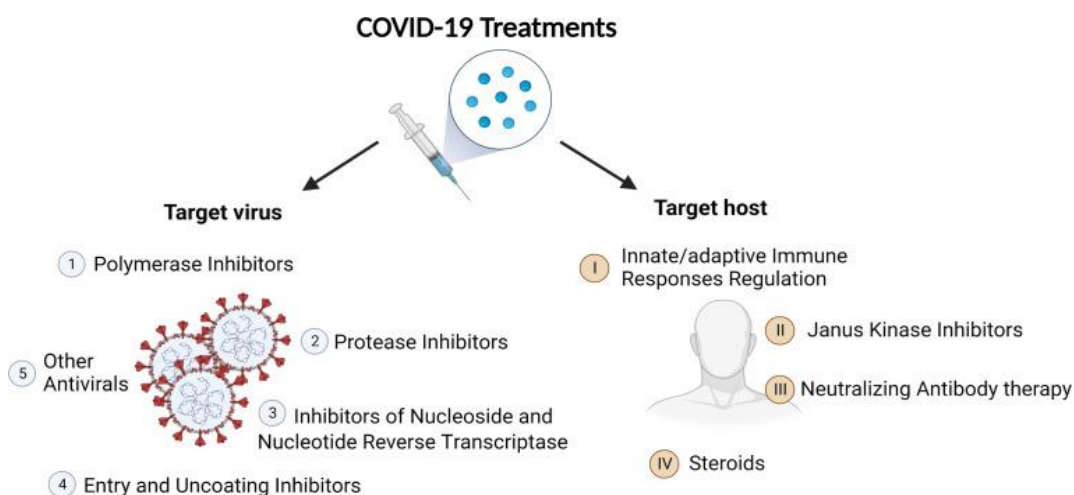 COVID-19 Treatments
Target virus
1 Polymerase Inhibitors
2 Protease Inhibitors
5 Other
Antivirals
3 Inhibitors of Nucleoside and
Nucleotide Reverse Transcriptase
4 Entry and Uncoating Inhibitors
Target host
I Innate/adaptive Immune
Responses Regulation
II Janus Kinase Inhibitors
III Neutralizing Antibody therapy
IV Steroids